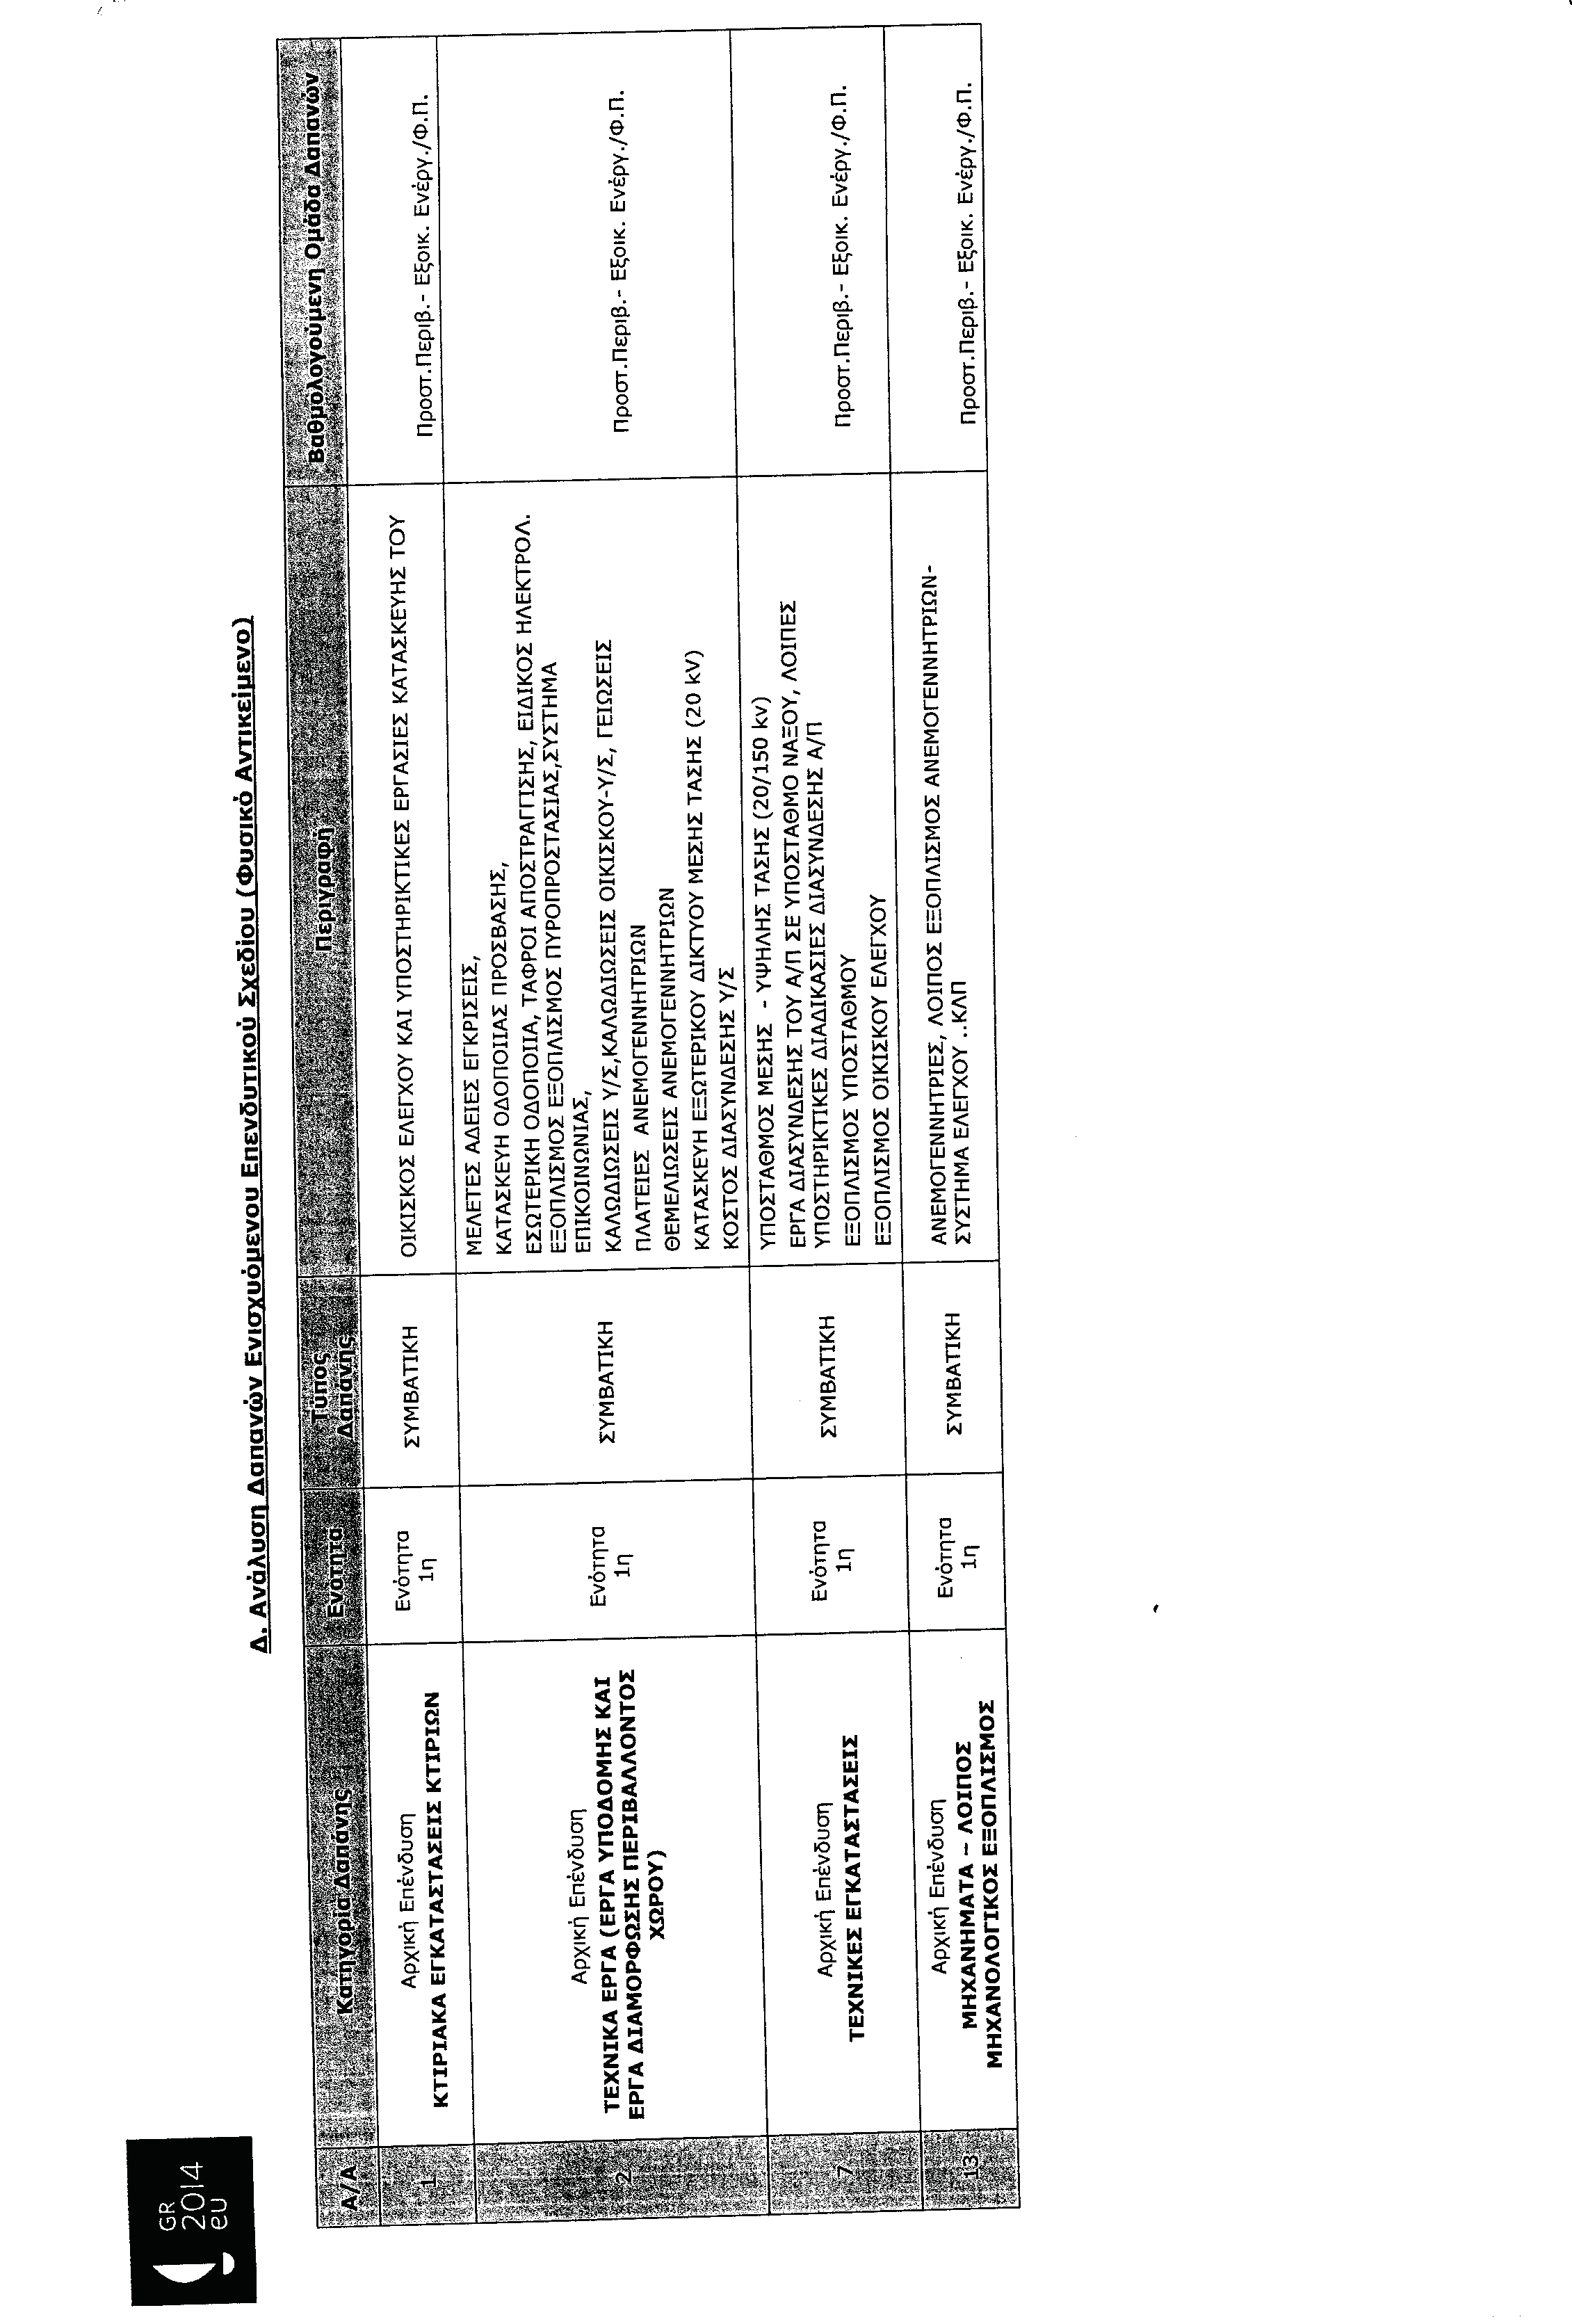 GR
2014
eu
Δ. Ανάλυση Δαπανών Ενισχυόμενου Επενδυτικού Σχεδίου (Φυσικό Αντικείμενο)
Α/Α
Κατηγορία Δαπάνης
Ενότητα
Τύπος
Δαπάνης
Περιγραφή
Βαθμολογούμενη Ομάδα Δαπανών
1
Αρχική Επένδυση
ΚΤΙΡΙΑΚΑ ΕΓΚΑΤΑΣΤΑΣΕΙΣ ΚΤΙΡΙΩΝ
Ενότητα
1η
ΣΥΜΒΑΤΙΚΗ
ΟΙΚΙΣΚΟΣ ΕΛΕΓΧΟΥ ΚΑΙ ΥΠΟΣΤΗΡΙΚΤΙΚΕΣ ΕΡΓΑΣΙΕΣ ΚΑΤΑΣΚΕΥΗΣ ΤΟΥ
Προστ.Περιβ.- Εξοικ. Ενέργ./Φ.Π.
2
Αρχική Επένδυση
ΤΕΧΝΙΚΑ ΕΡΓΑ (ΕΡΓΑ ΥΠΟΔΟΜΗΣ ΚΑΙ
ΕΡΓΑ ΔΙΑΜΟΡΦΩΣΗΣ ΠΕΡΙΒΑΛΛΟΝΤΟΣ
ΧΩΡΟΥ)
Ενότητα
1η
ΣΥΜΒΑΤΙΚΗ
ΜΕΛΕΤΕΣ ΑΔΕΙΕΣ ΕΓΚΡΙΣΕΙΣ,
ΚΑΤΑΣΚΕΥΗ ΟΔΟΠΟΙΙΑΣ ΠΡΟΣΒΑΣΗΣ,
ΕΣΩΤΕΡΙΚΗ ΟΔΟΠΟΙΙΑ, ΤΑΦΡΟΙ ΑΠΟΣΤΡΑΓΓΙΣΗΣ, ΕΙΔΙΚΟΣ ΗΛΕΚΤΡΟΛ.
ΕΞΟΠΛΙΣΜΟΣ ΕΞΟΠΛΙΣΜΟΣ ΠΥΡΟΠΡΟΣΤΑΣΙΑΣ,ΣΥΣΤΗΜΑ
ΕΠΙΚΟΙΝΩΝΙΑΣ,
ΚΑΛΩΔΙΩΣΕΙΣ Υ/Σ,ΚΑΛΩΔΙΩΣΕΙΣ ΟΙΚΙΣΚΟΥ-Υ/Σ, ΓΕΙΩΣΕΙΣ
ΠΛΑΤΕΙΕΣ ΑΝΕΜΟΓΕΝΝΗΤΡΙΩΝ
ΘΕΜΕΛΙΩΣΕΙΣ ΑΝΕΜΟΓΕΝΝΗΤΡΙΩΝ
ΚΑΤΑΣΚΕΥΗ ΕΞΩΤΕΡΙΚΟΥ ΔΙΚΤΥΟΥ ΜΕΣΗΣ ΤΑΣΗΣ (20 kV)
ΚΟΣΤΟΣ ΔΙΑΣΥΝΔΕΣΗΣ Υ/Σ
Προστ.Περιβ.- Εξοικ. Ενέργ./Φ.Π.
7
Αρχική Επένδυση
ΤΕΧΝΙΚΕΣ ΕΓΚΑΤΑΣΤΑΣΕΙΣ
Ενότητα
1η
ΣΥΜΒΑΤΙΚΗ
ΥΠΟΣΤΑΘΜΟΣ ΜΕΣΗΣ - ΥΨΗΛΗΣ ΤΑΣΗΣ (20/150 kv)
ΕΡΓΑ ΔΙΑΣΥΝΔΕΣΗΣ ΤΟΥ Α/Π ΣΕ ΥΠΟΣΤΑΘΜΟ ΝΑΞΟΥ, ΛΟΙΠΕΣ
ΥΠΟΣΤΗΡΙΚΤΙΚΕΣ ΔΙΑΔΙΚΑΣΙΕΣ ΔΙΑΣΥΝΔΕΣΗΣ Α/Π
ΕΞΟΠΛΙΣΜΟΣ ΥΠΟΣΤΑΘΜΟΥ
ΕΞΟΠΛΙΣΜΟΣ ΟΙΚΙΣΚΟΥ ΕΛΕΓΧΟΥ
Προστ.Περιβ.- Εξοικ. Ενέργ./Φ.Π.
13
Αρχική Επένδυση
ΜΗΧΑΝΗΜΑΤΑ – ΛΟΙΠΟΣ
ΜΗΧΑΝΟΛΟΓΙΚΟΣ ΕΞΟΠΛΙΣΜΟΣ
Ενότητα
1η
ΣΥΜΒΑΤΙΚΗ
ΑΝΕΜΟΓΕΝΝΗΤΡΙΕΣ, ΛΟΙΠΟΣ ΕΞΟΠΛΙΣΜΟΣ ΑΝΕΜΟΓΕΝΝΗΤΡΙΩΝ-
ΣΥΣΤΗΜΑ ΕΛΕΓΧΟΥ ..ΚΛΠ
Προστ.Περιβ.- Εξοικ. Ενέργ./Φ.Π.